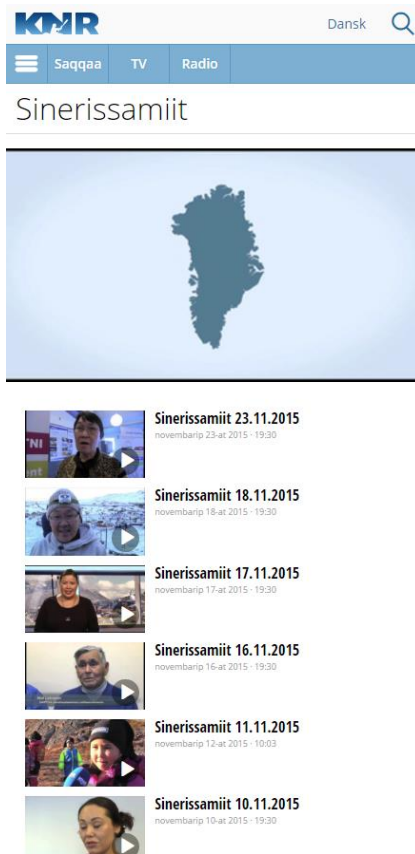 KNR
Dansk
Saqqaa TV Radio
Sinerissamiit
Sinerissamiit 23.11.2015
novembarip 23-at 2015 - 19:30
Sinerissamiit 18.11.2015
novembarip 18-at 2015 - 19:30
Sinerissamiit 17.11.2015
novembarip 17-at 2015 - 19:30
Sinerissamiit 16.11.2015
novembarip 16-at 2015 - 19:30
Sinerissamiit 11.11.2015
novembarip 12-at 2015 - 10:03
Sinerissamiit 10.11.2015
novembarip 10-at 2015 - 19:30